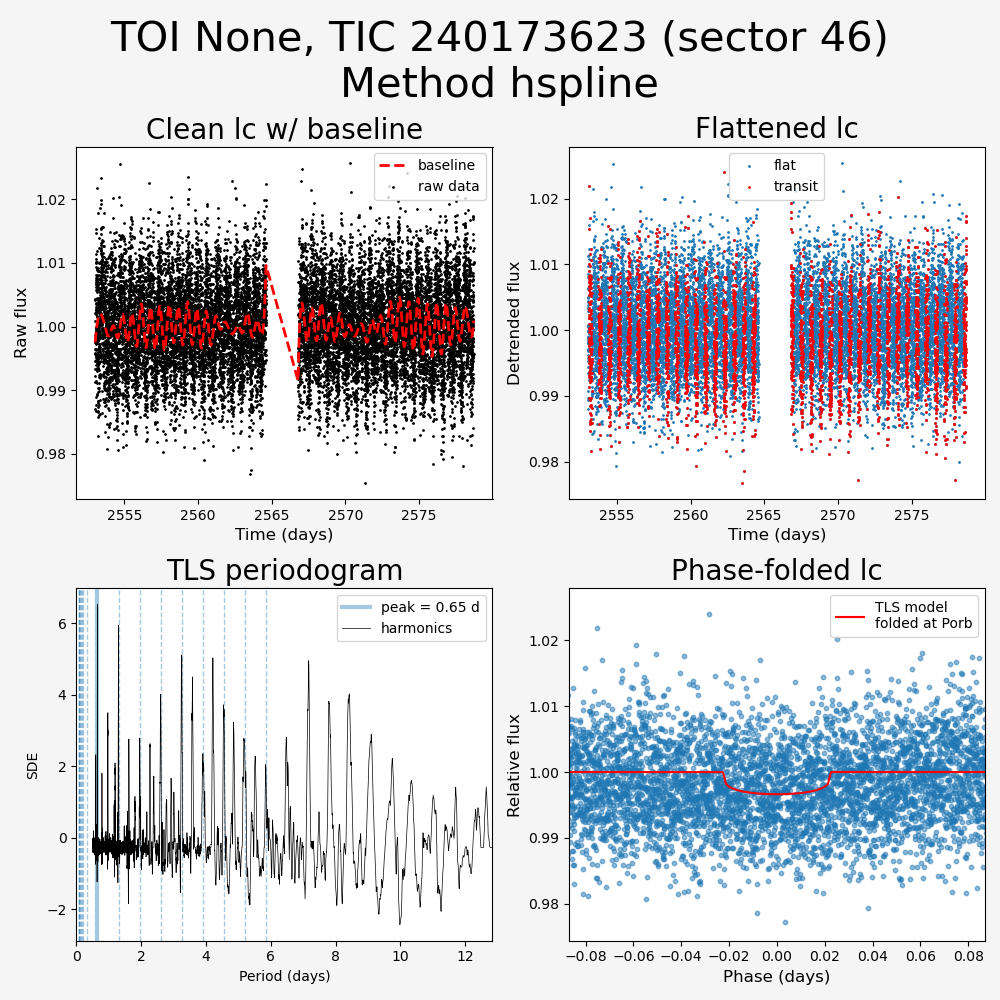 TOI None, TIC 240173623 (sector 46)
Method hspline
Clean lc w/ baseline
Raw flux
1.02
1.01
1.00
0.99
0.98
baseline
raw data
2555
2560
2565
2570
2575
Time (days)
Flattened lc
Detrended flux
1.02
1.01
1.00
0.99
0.98
flat
transit
2555
2560
2565
2570
2575
Time (days)
TLS periodogram
SDE
6
4
2
0
−2
peak = 0.65 d
harmonics
0
2
4
6
8
10
12
Period (days)
Phase-folded lc
Relative flux
1.02
1.01
1.00
0.99
0.98
TLS model
folded at Porb
−0.08
−0.06
−0.04
−0.02
0.00
0.02
0.04
0.06
0.08
Phase (days)